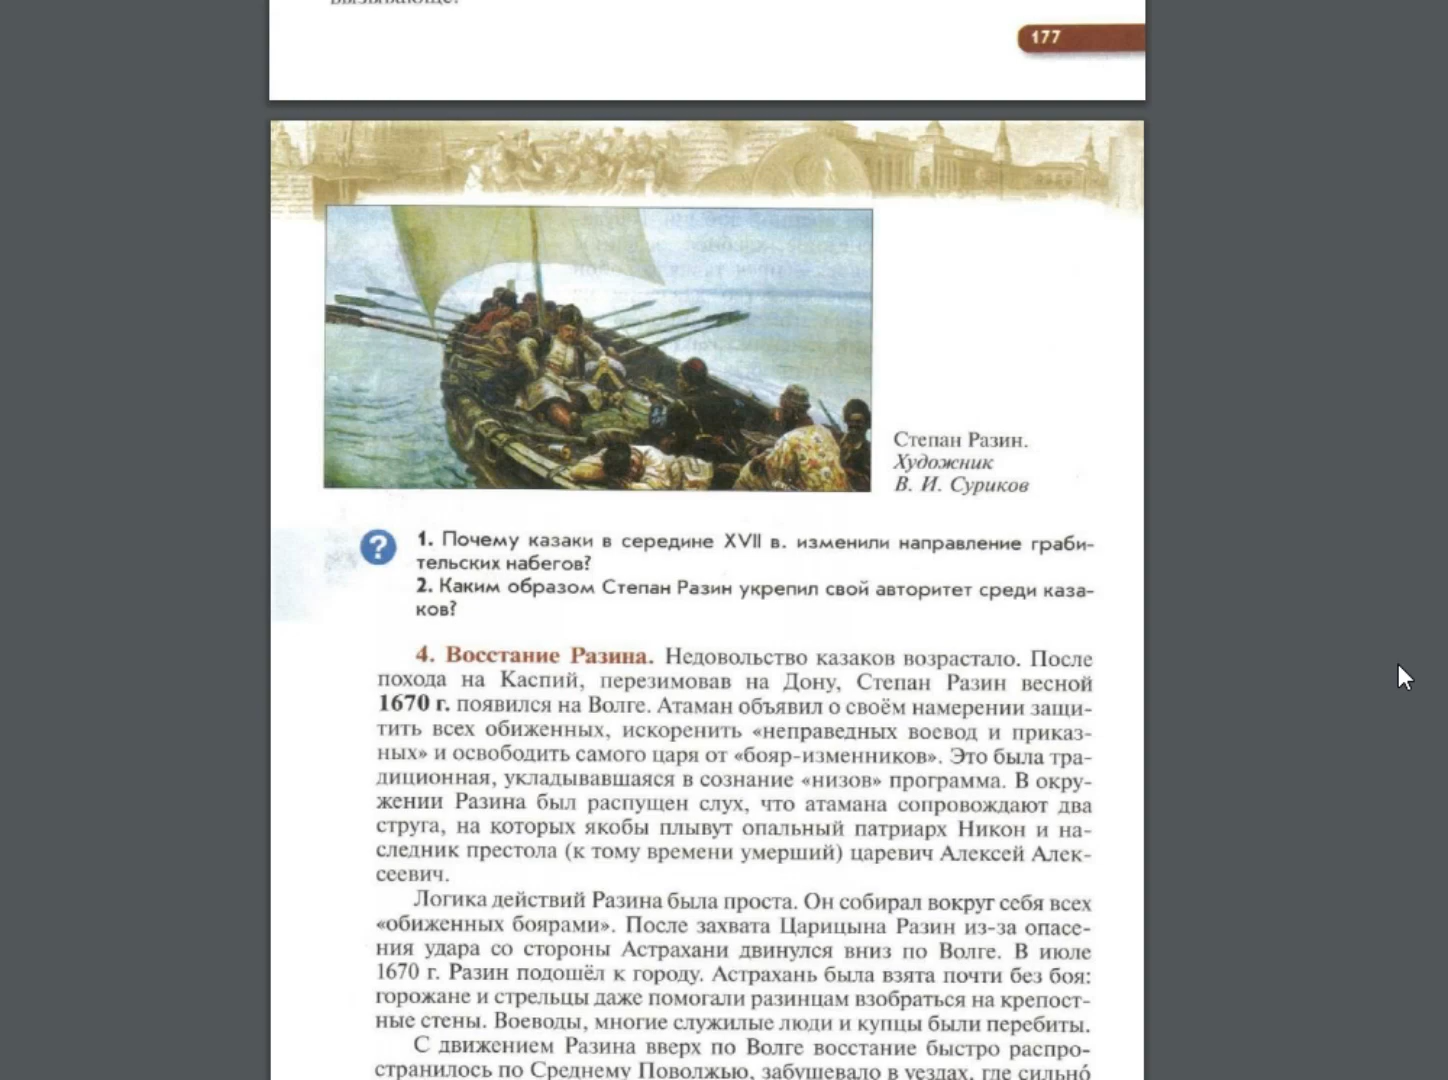 вызывающе?
177
Степан Разин.
Художник
В. И. Суриков
? 1. Почему казаки в середине XVII в. изменили направление граби-
тельских набегов?
2. Каким образом Степан Разин укрепил свой авторитет среди каза-
ков?
4. Восстание Разина. Недовольство казаков возрастало. После
похода на Каспий, перезимовав на Дону, Степан Разин весной
1670 г. появился на Волге. Атаман объявил о своём намерении защи-
тить всех обиженных, искоренить «неправедных воевод и приказ-
ных» и освободить самого царя от «бояр-изменников». Это была тра-
диционная, укладывавшаяся в сознание «низов» программа. В окру-
жении Разина был распущен слух, что атамана сопровождают два
струга, на которых якобы плывут опальный патриарх Никон и на-
следник престола (к тому времени умерший) царевич Алексей Алек-
сеевич.
Логика действий Разина была проста. Он собирал вокруг себя всех
«обиженных боярами». После захвата Царицына Разин из-за опасе-
ния удара со стороны Астрахани двинулся вниз по Волге. В июле
1670 г. Разин подошёл к городу. Астрахань была взята почти без боя:
горожане и стрельцы даже помогали разинцам взобраться на крепост-
ные стены. Воеводы, многие служилые люди и купцы были перебиты.
С движением Разина вверх по Волге восстание быстро распро-
странилось по Среднему Поволжью, забушевало в уездах, где сильно́